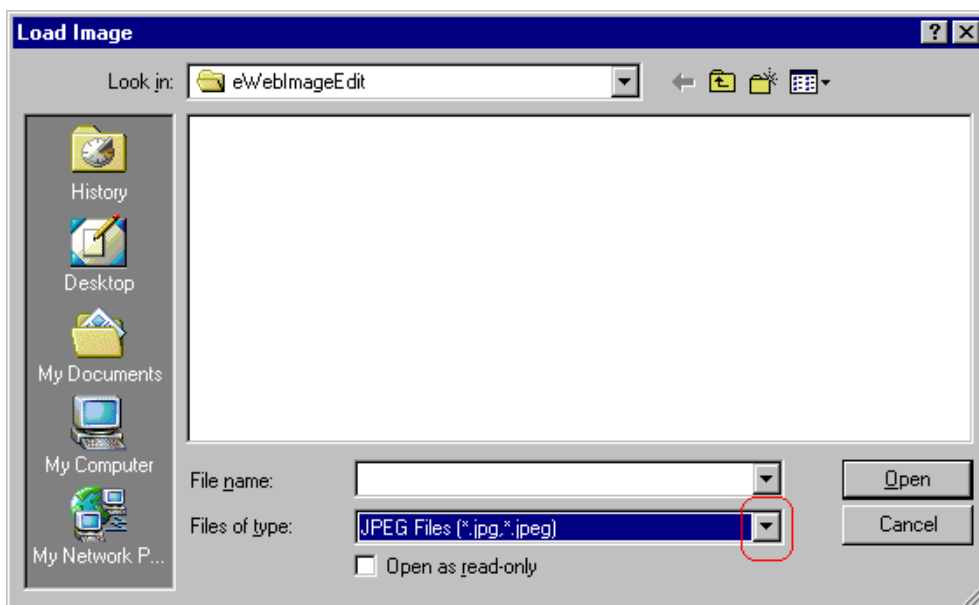 Load Image
Look in: eWebImageEdit
History
Desktop
My Documents
My Computer
My Network P...
File name:
Open
Files of type: JPEG Files (*.jpg,*.jpeg)
Cancel
Open as read-only